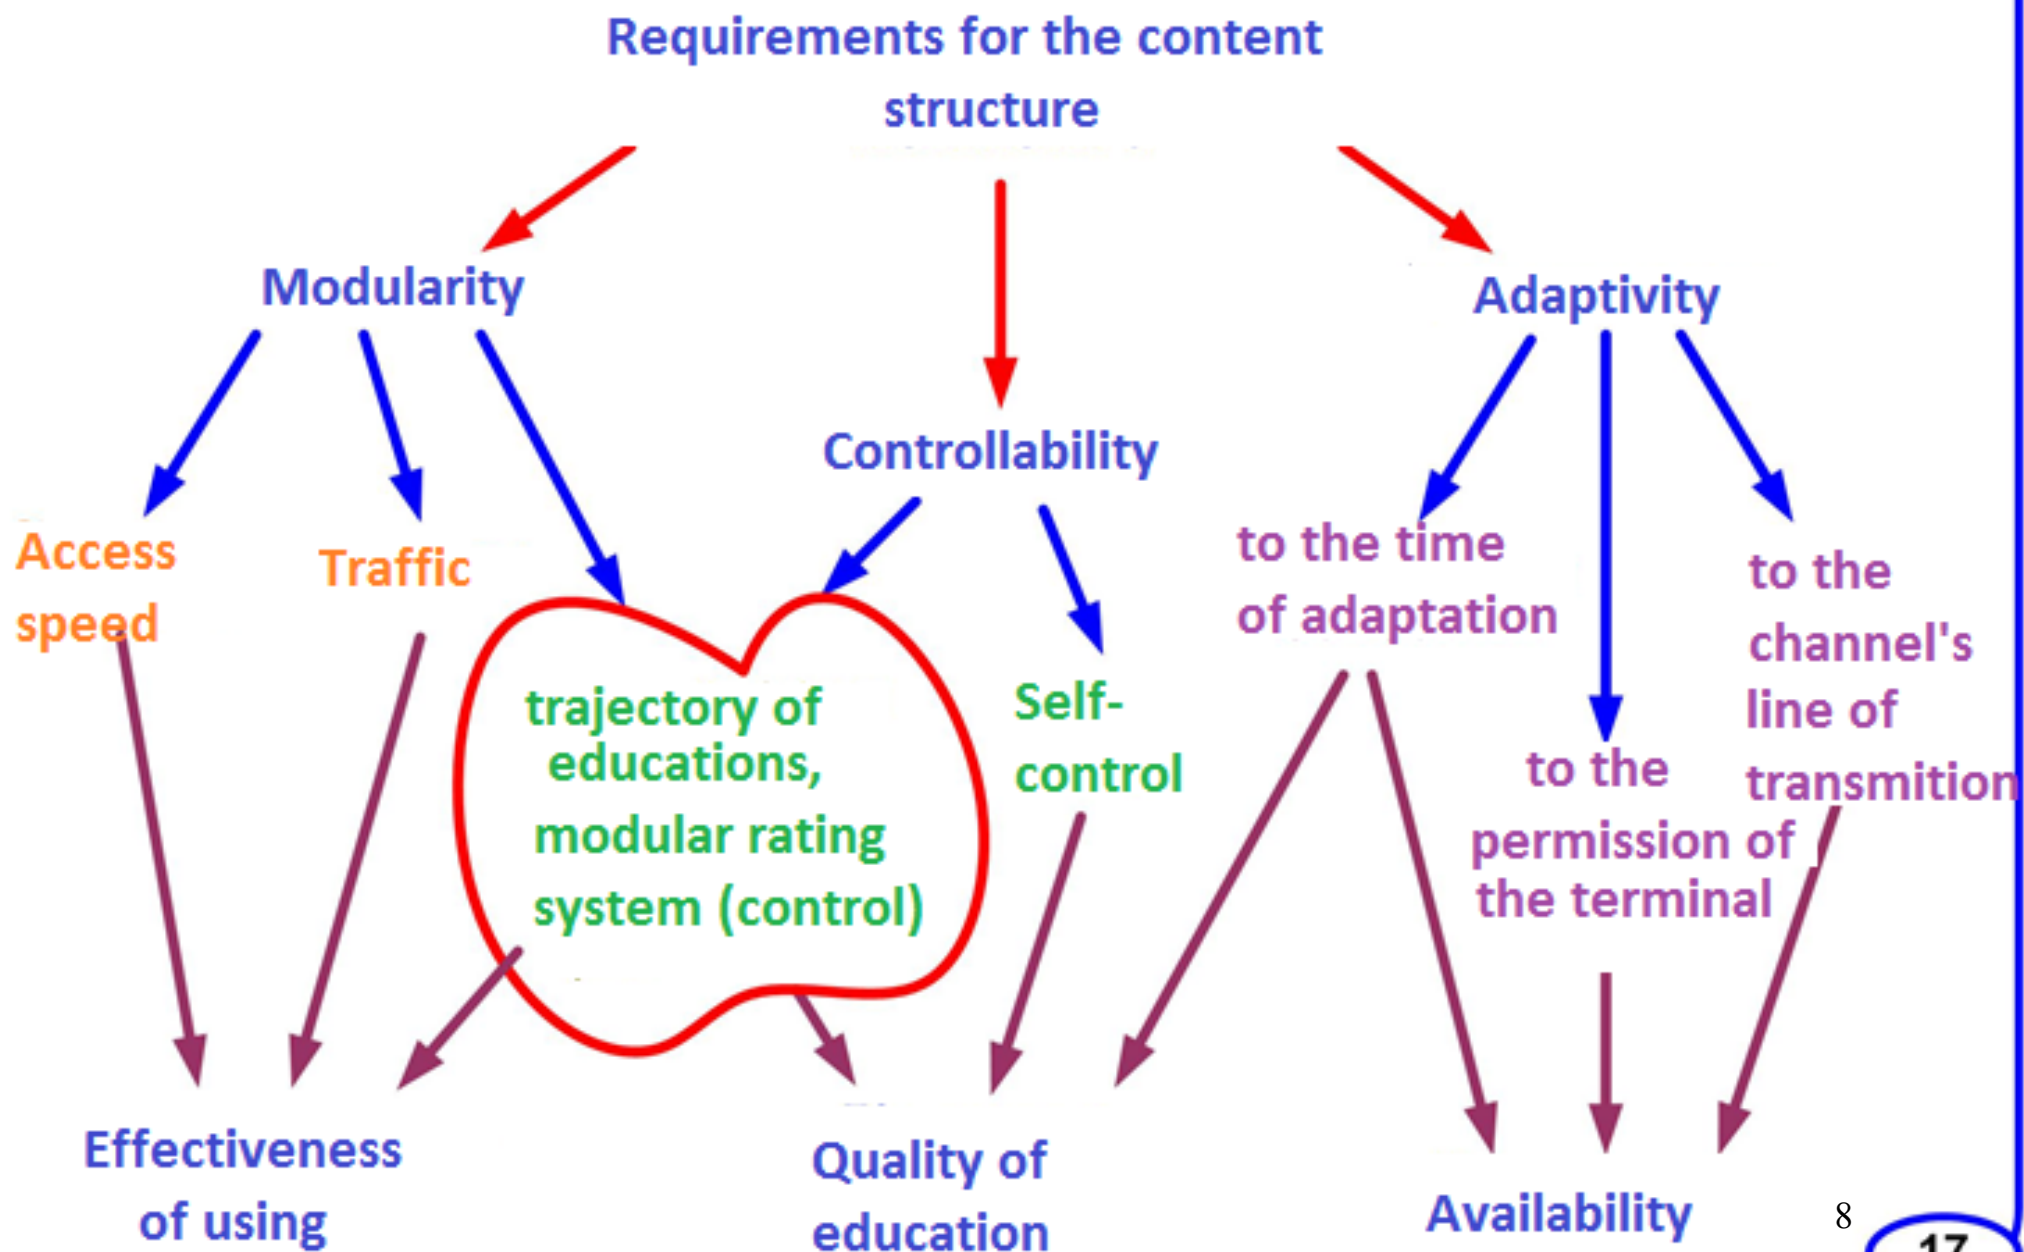 Requirements for the content
structure
Modularity
Adaptivity
Controllability
Access
speed
Traffic
trajectory of
educations,
modular rating
system (control)
Self-
control
to the time
of adaptation
to the
permission of
the terminal
to the
channel's
line of
transmition
Effectiveness
of using
Quality of
education
Availability
8
17